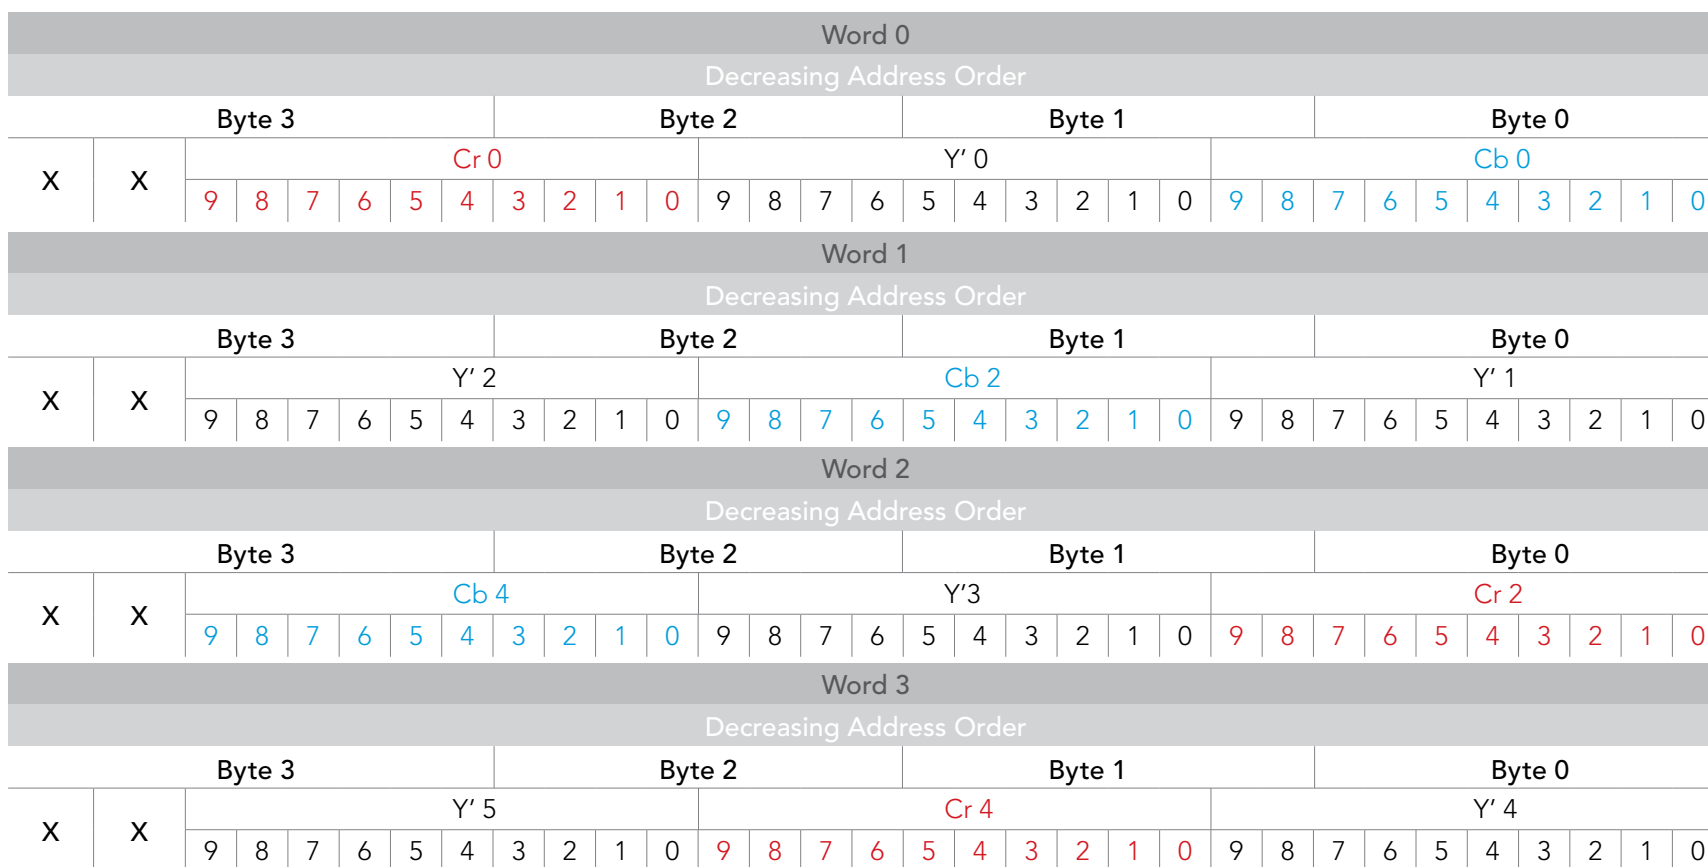 Word 0
Decreasing Address Order
Byte 3 Byte 2 Byte 1 Byte 0
x x Cr 0 Y’ 0 Cb 0
9 8 7 6 5 4 3 2 1 0 9 8 7 6 5 4 3 2 1 0 9 8 7 6 5 4 3 2 1 0
Word 1
Decreasing Address Order
Byte 3 Byte 2 Byte 1 Byte 0
x x Y’ 2 Cb 2 Y’ 1
9 8 7 6 5 4 3 2 1 0 9 8 7 6 5 4 3 2 1 0 9 8 7 6 5 4 3 2 1 0
Word 2
Decreasing Address Order
Byte 3 Byte 2 Byte 1 Byte 0
x x Cb 4 Y’3 Cr 2
9 8 7 6 5 4 3 2 1 0 9 8 7 6 5 4 3 2 1 0 9 8 7 6 5 4 3 2 1 0
Word 3
Decreasing Address Order
Byte 3 Byte 2 Byte 1 Byte 0
x x Y’ 5 Cr 4 Y’ 4
9 8 7 6 5 4 3 2 1 0 9 8 7 6 5 4 3 2 1 0 9 8 7 6 5 4 3 2 1 0